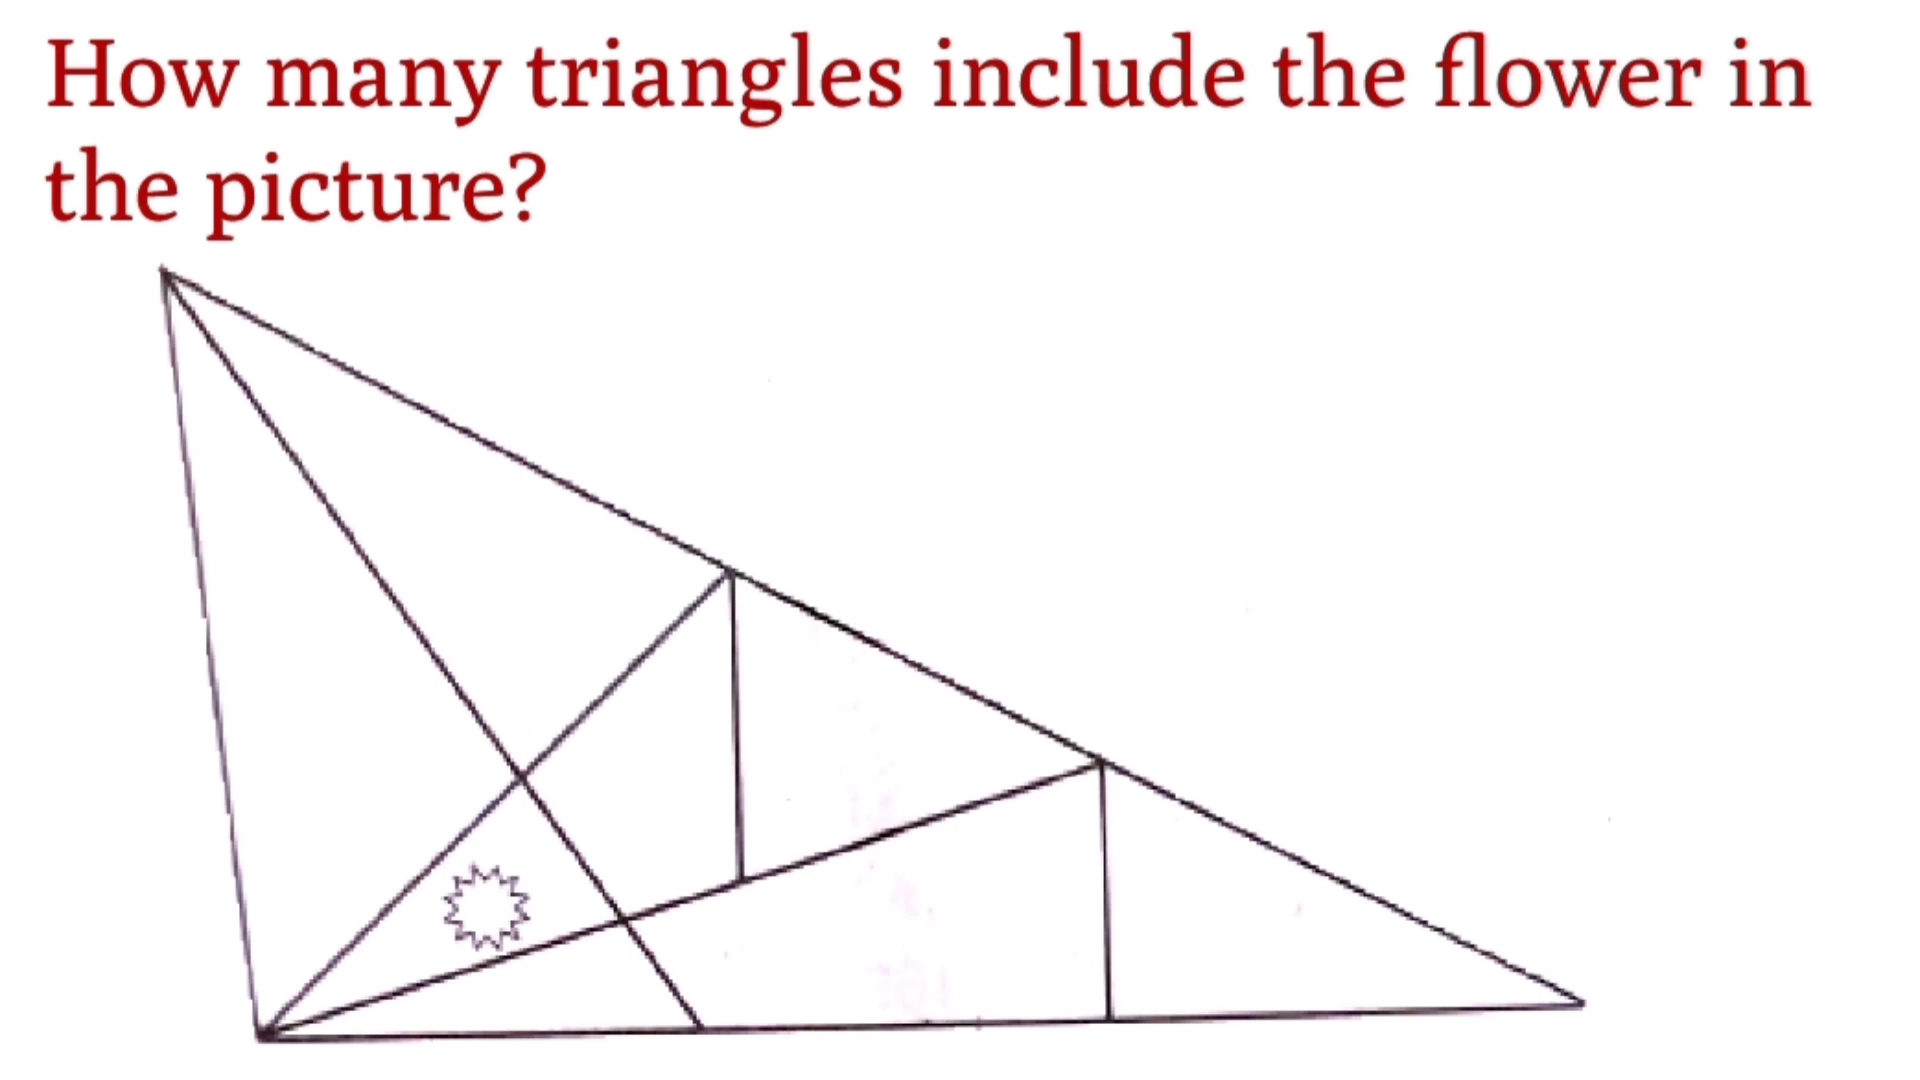 How many triangles include the flower in
the picture?